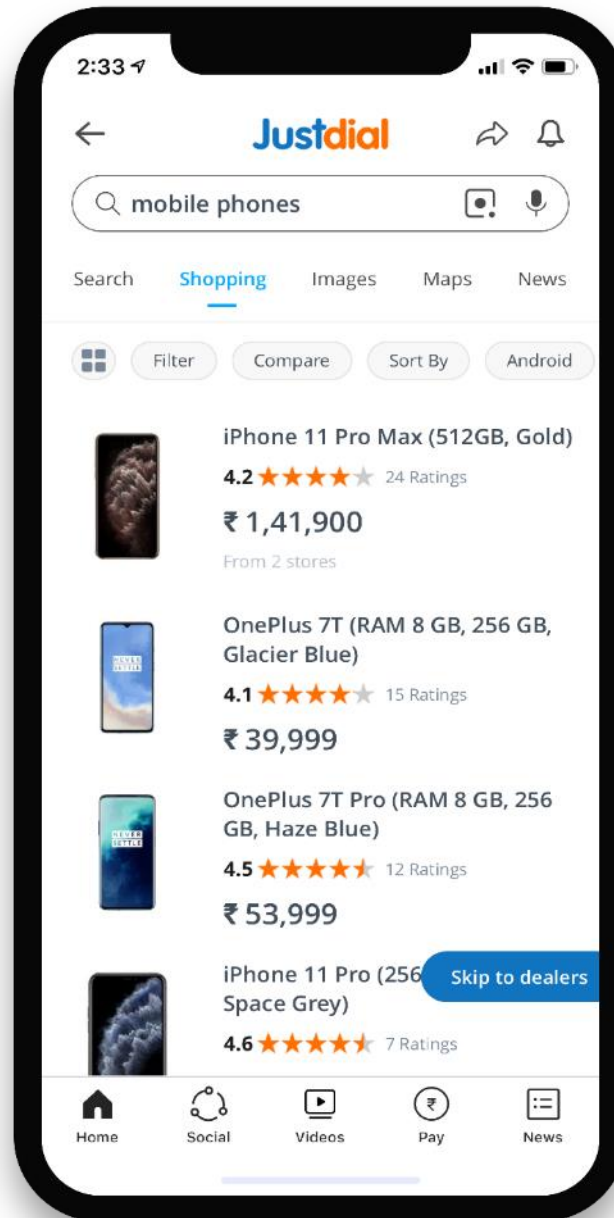 2:33
Justdial
mobile phones
Search Shopping Images Maps News
Filter Compare Sort By Android
iPhone 11 Pro Max (512GB, Gold)
4.2 24 Ratings
₹ 1,41,900
From 2 stores
OnePlus 7T (RAM 8 GB, 256 GB,
Glacier Blue)
4.1 15 Ratings
₹ 39,999
NEVER
SETTLE
OnePlus 7T Pro (RAM 8 GB, 256
GB, Haze Blue)
4.5 12 Ratings
₹ 53,999
NEVER
SETTLE
iPhone 11 Pro (256
Space Grey)
Skip to dealers
4.6 7 Ratings
Home Social Videos Pay News